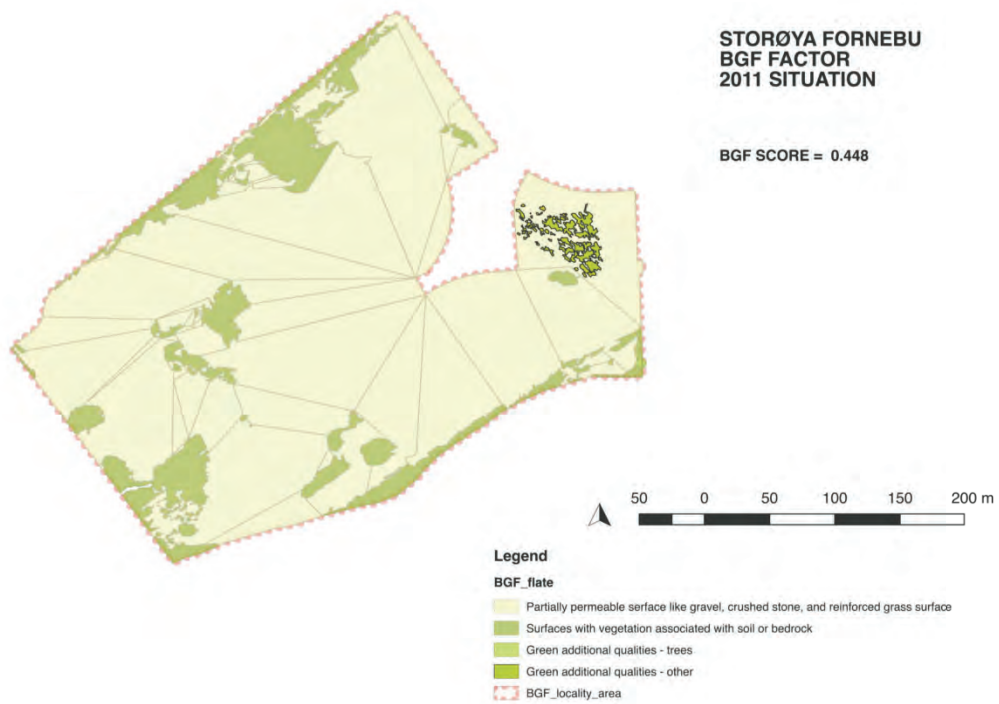 STORØYA FORNEBU
BGF FACTOR
2011 SITUATION
BGF SCORE = 0.448
50 0 50 100 150 200 m
Legend
BGF_flate
Partially permeable serface like gravel, crushed stone, and reinforced grass surface
Surfaces with vegetation associated with soil or bedrock
Green additional qualities - trees
Green additional qualities - other
BGF_locality_area